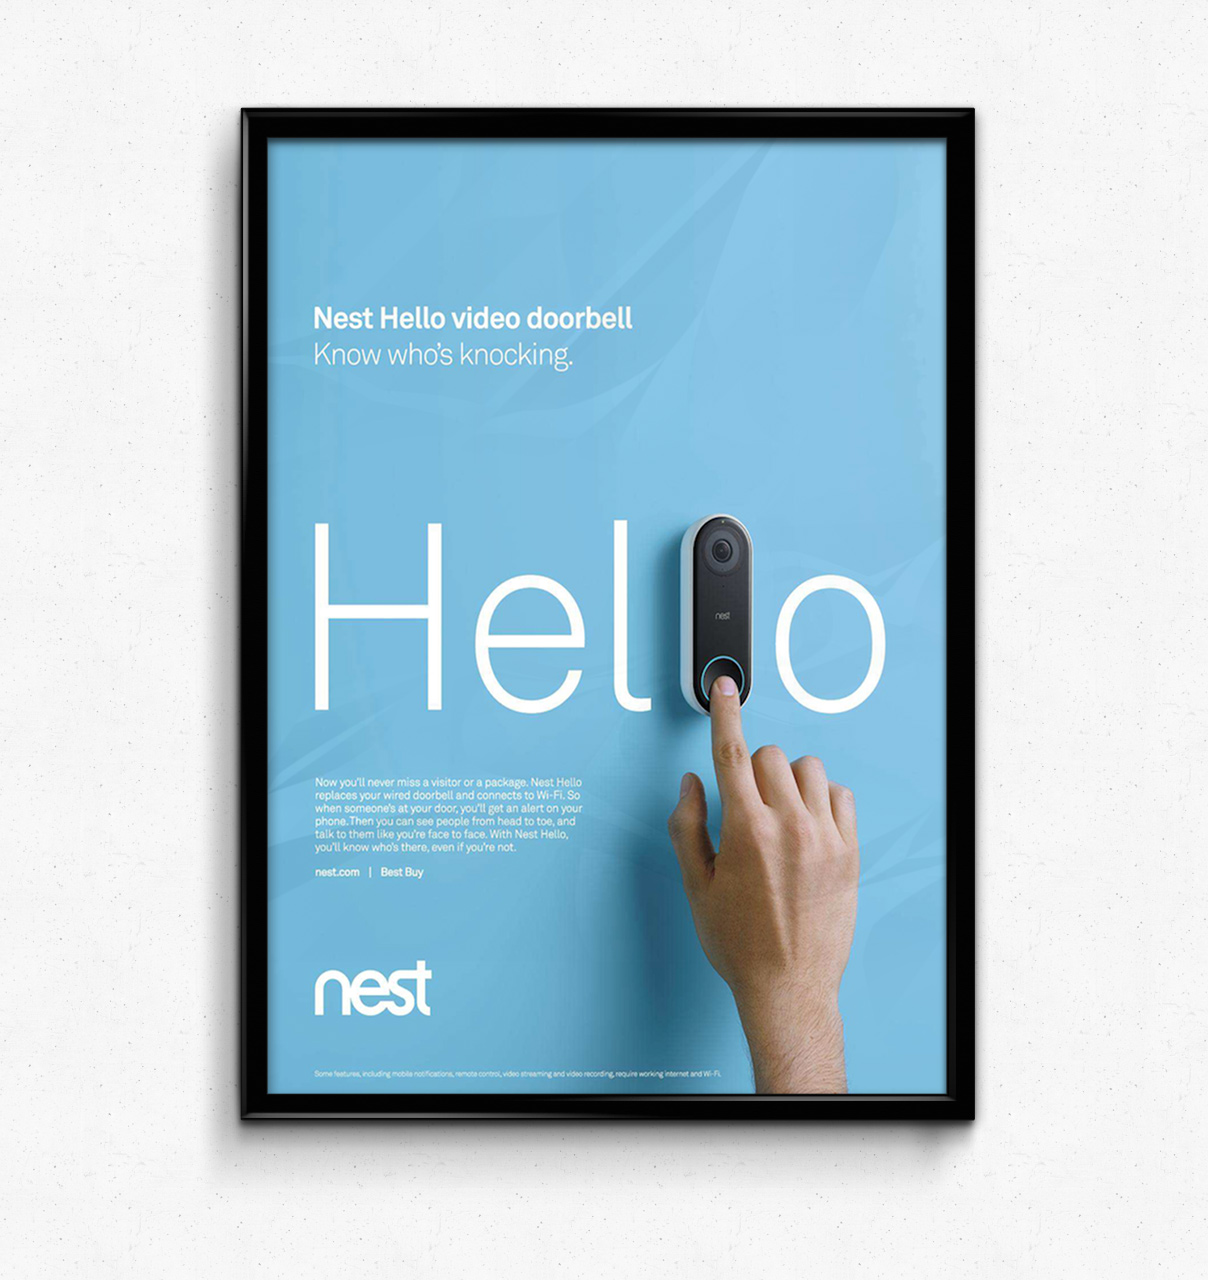 Nest Hello video doorbell
Know who's knocking.
Hel o
nest
Now you'll never miss a visitor or a package. Nest Hello
replaces your wired doorbell and connects to Wi-Fi. So
when someone's at your door, you'll get an alert on your
phone. Then you can see people from head to toe, and
talk to them like you're face to face. With Nest Hello,
you'll know who's there, even if you're not.
nest.com | Best Buy
nest
Some features, including mobile notifications, remote control, video streaming and video recording, require working internet and Wi-Fi.